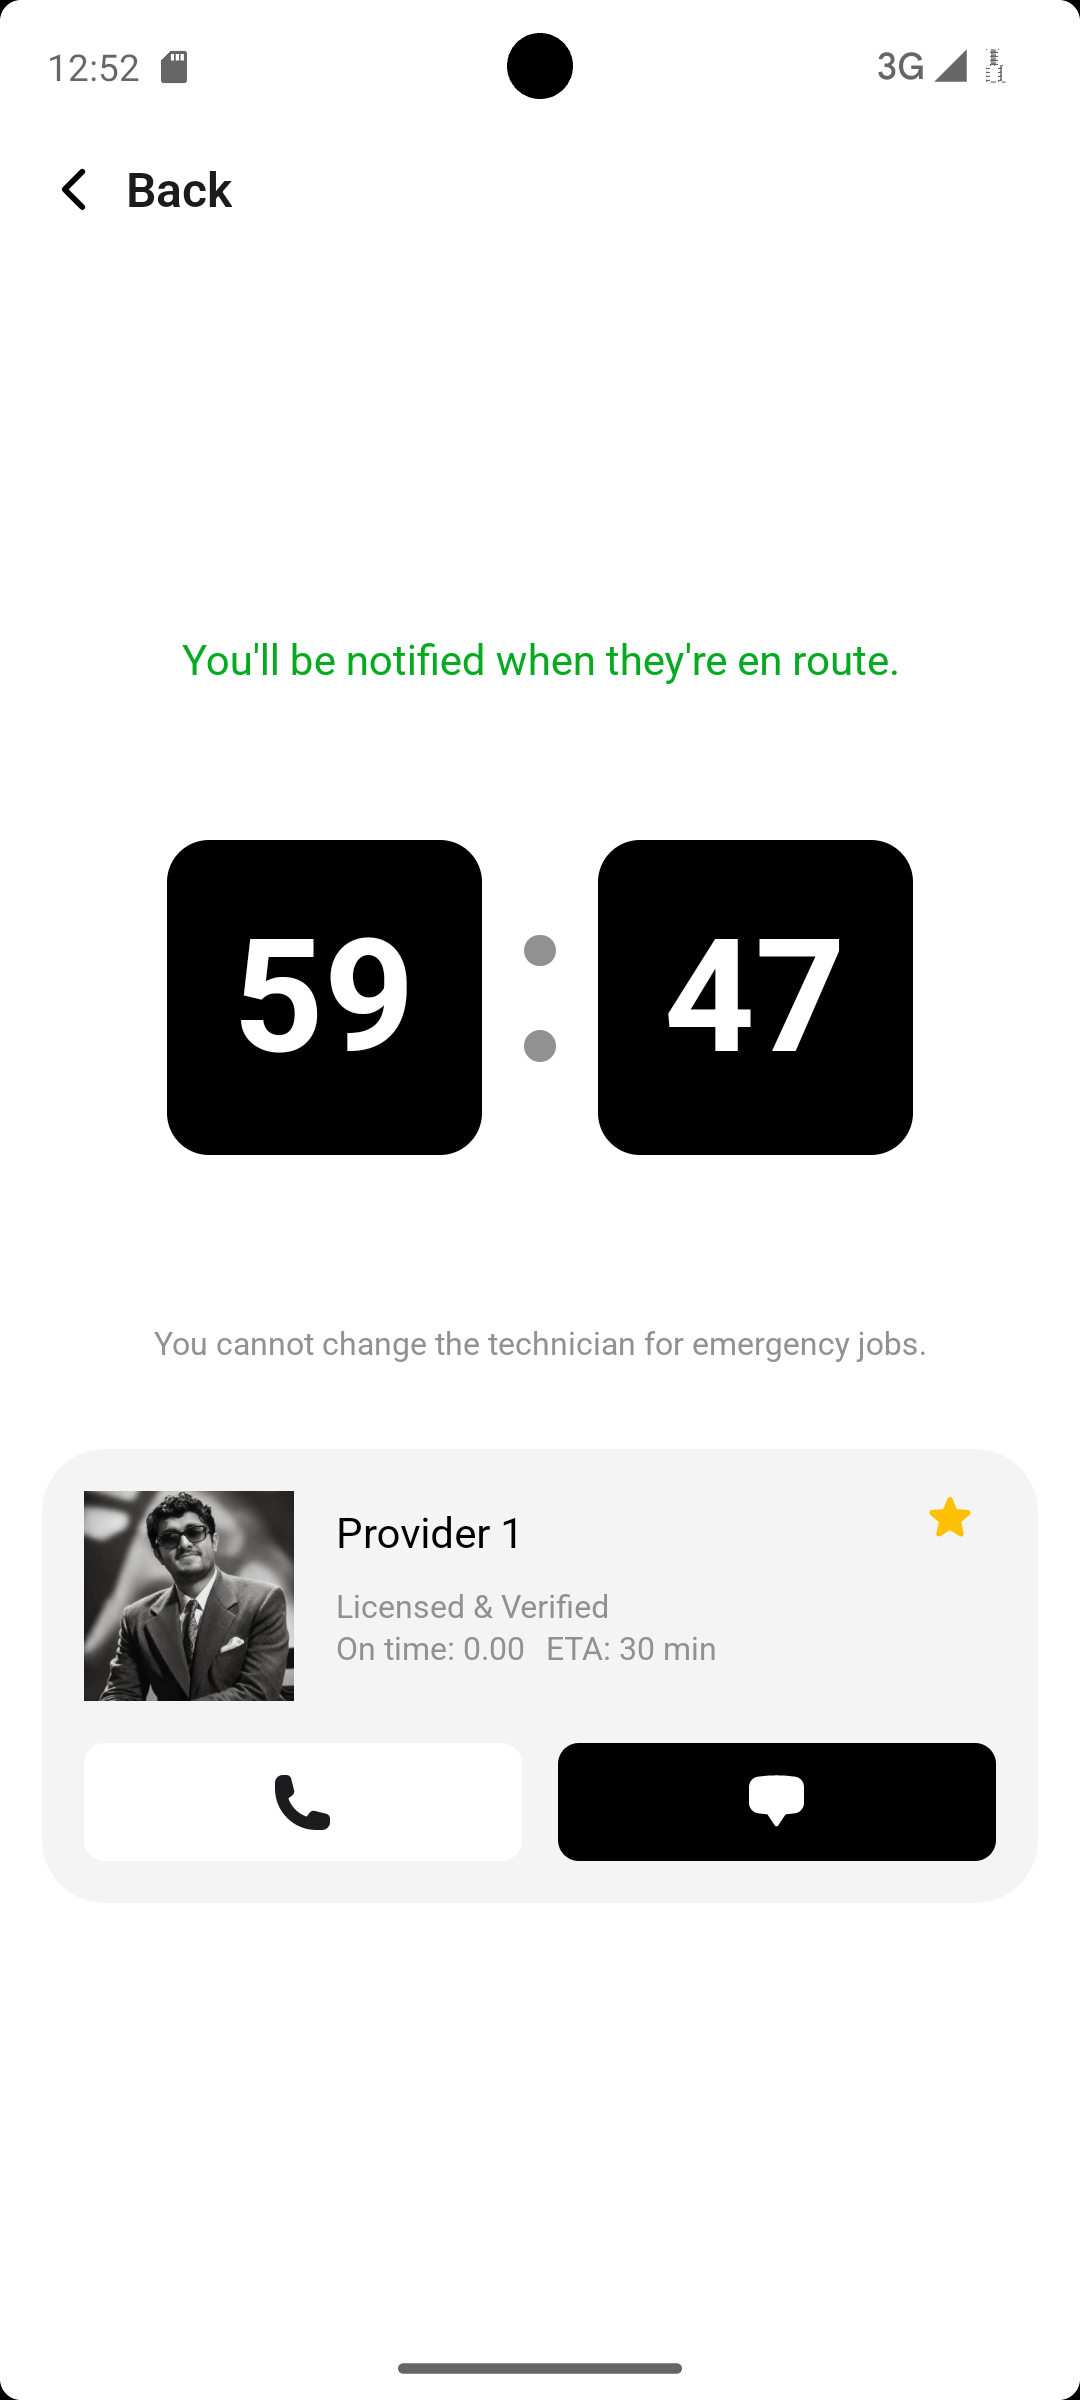 12:52
3G
Back
You'll be notified when they're en route.
59 : 47
You cannot change the technician for emergency jobs.
Provider 1
Licensed & Verified
On time: 0.00 ETA: 30 min